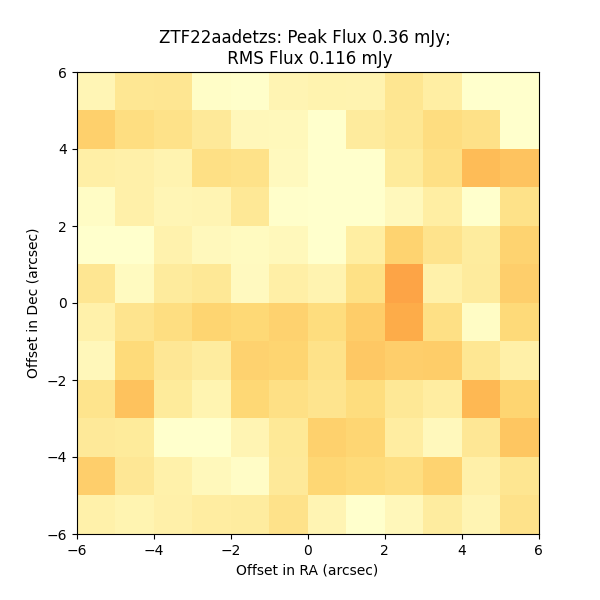 ZTF22aadetzs: Peak Flux 0.36 mJy;
RMS Flux 0.116 mJy
6
4
2
0
−2
−4
−6
Offset in Dec (arcsec)
−6 −4 −2 0 2 4 6
Offset in RA (arcsec)